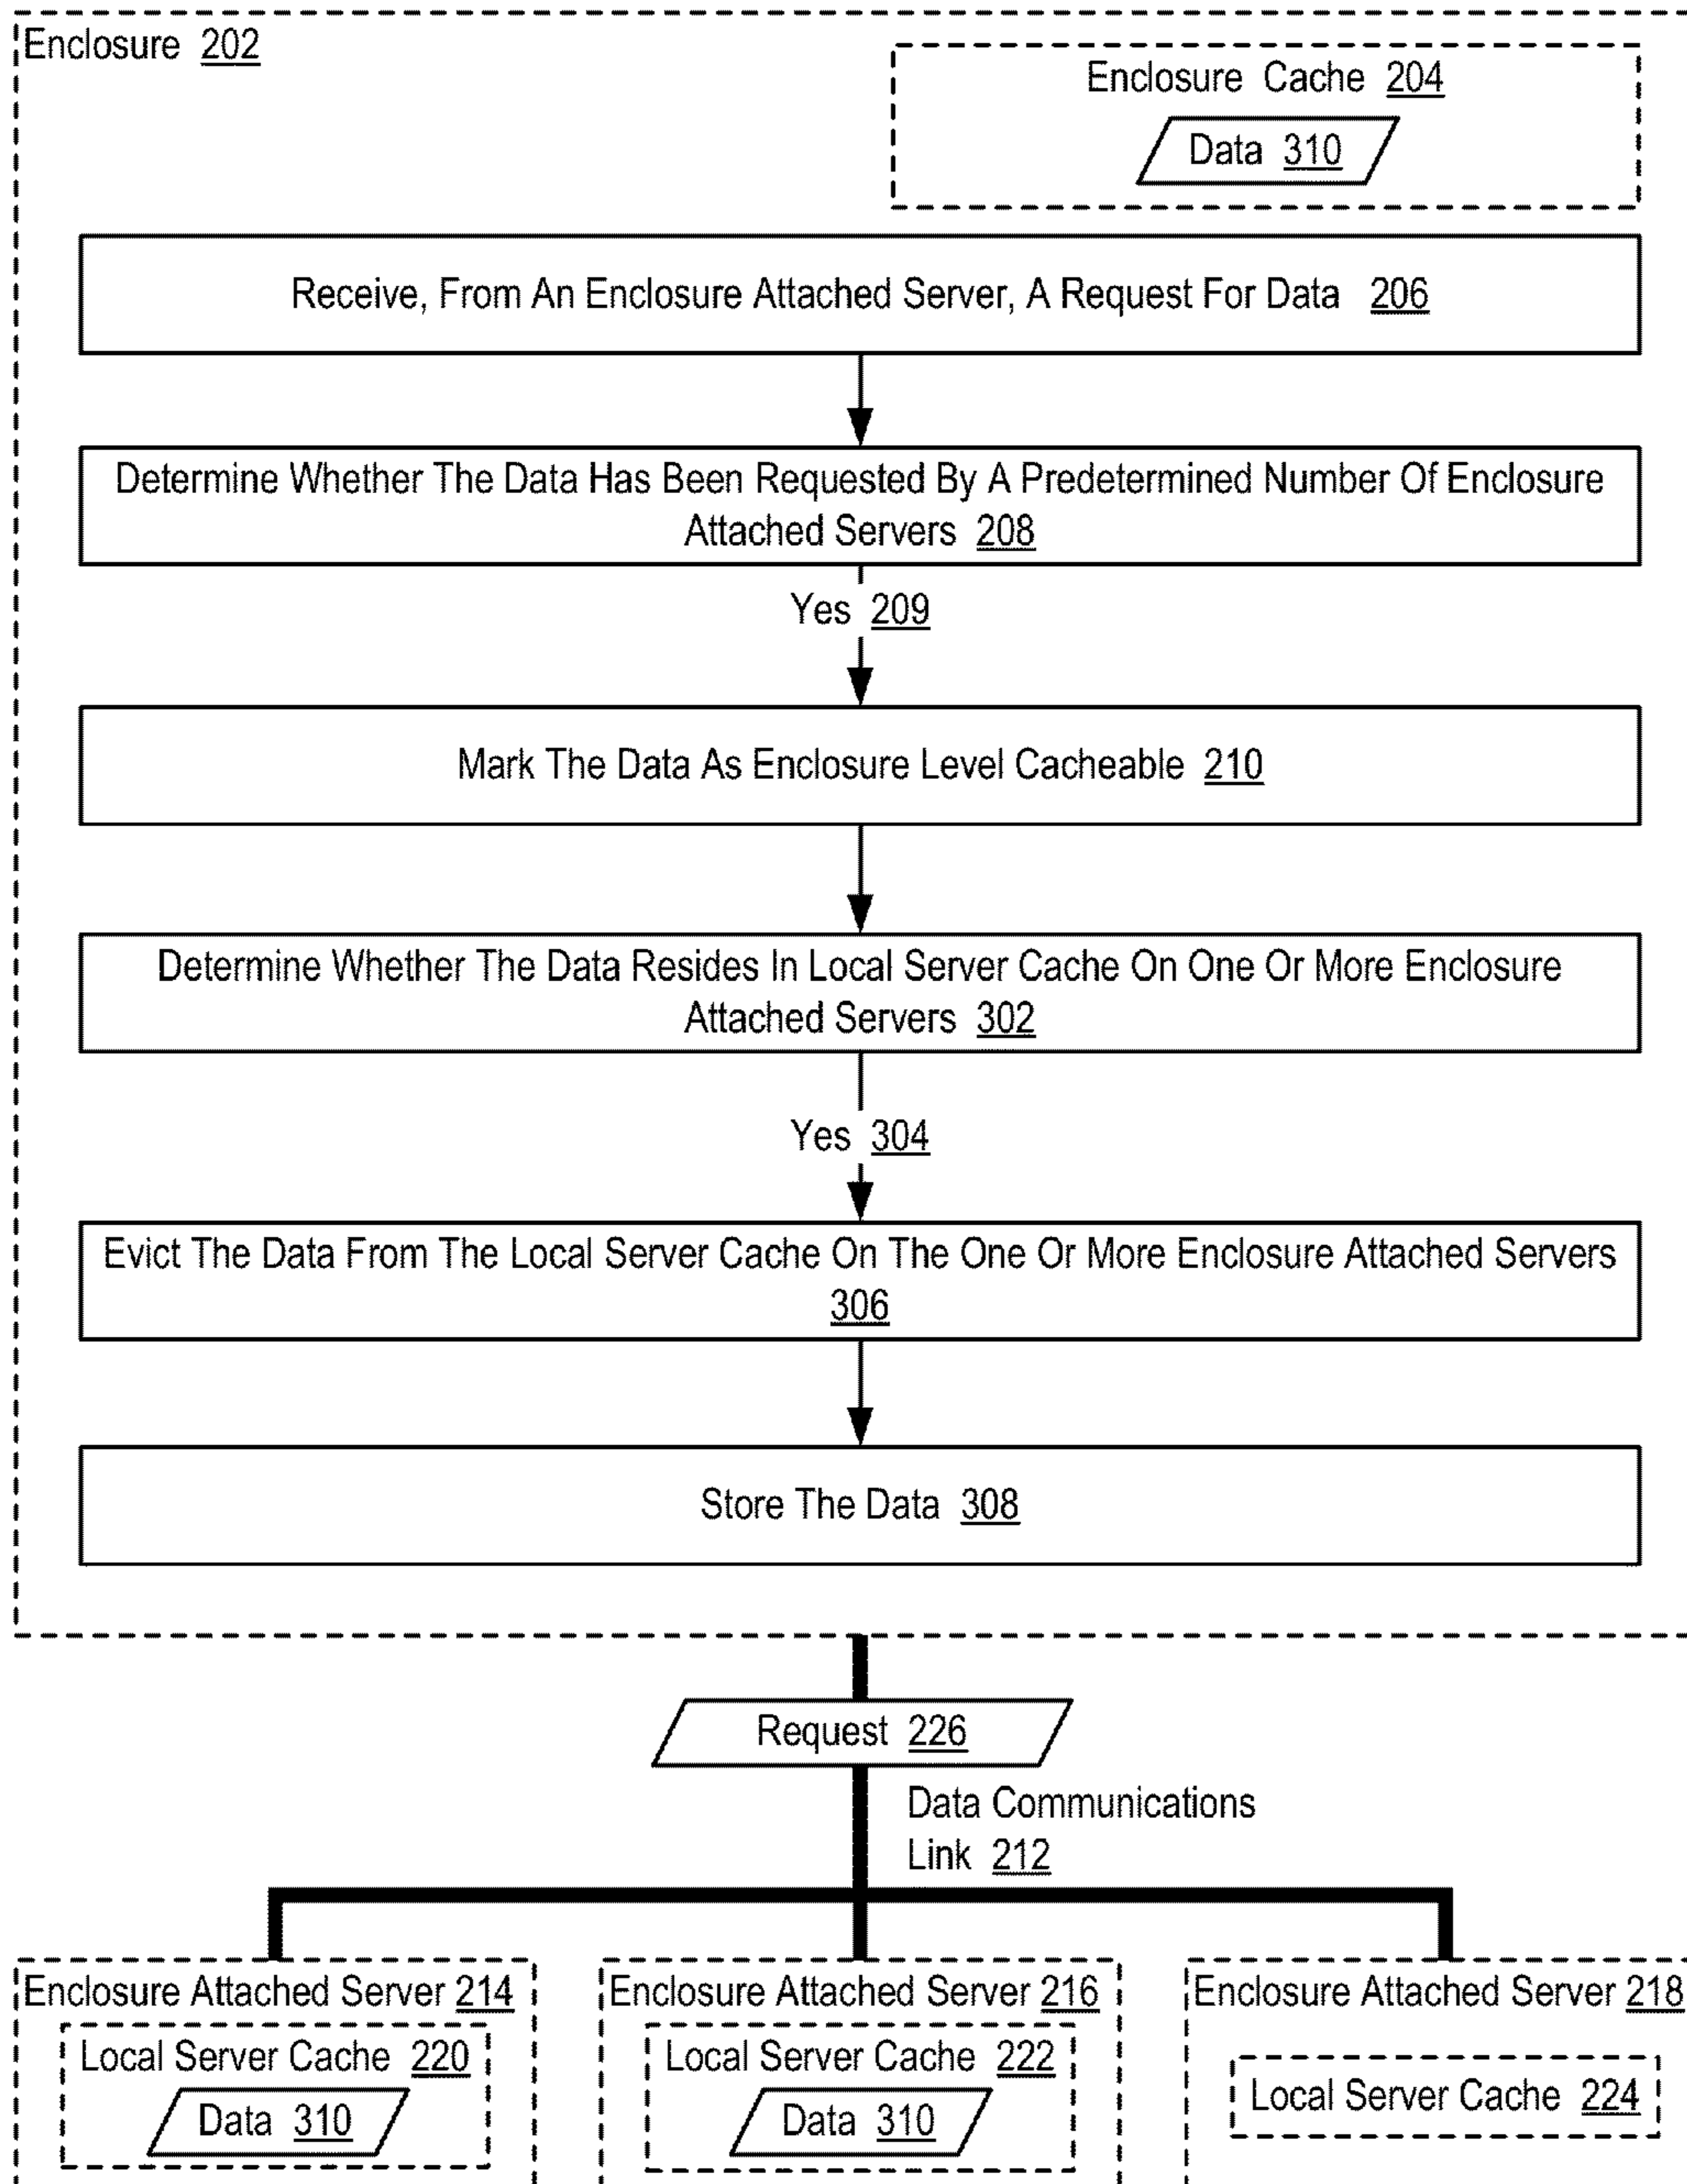 Enclosure 202
Enclosure Cache 204
Data 310
Receive, From An Enclosure Attached Server, A Request For Data 206
Determine Whether The Data Has Been Requested By A Predetermined Number Of Enclosure
Attached Servers 208
Yes 209
Mark The Data As Enclosure Level Cacheable 210
Determine Whether The Data Resides In Local Server Cache On One Or More Enclosure
Attached Servers 302
Yes 304
Evict The Data From The Local Server Cache On The One Or More Enclosure Attached Servers
306
Store The Data 308
Request 226
Data Communications
Link 212
Enclosure Attached Server 214
Local Server Cache 220
Data 310
Enclosure Attached Server 216
Local Server Cache 222
Data 310
Enclosure Attached Server 218
Local Server Cache 224